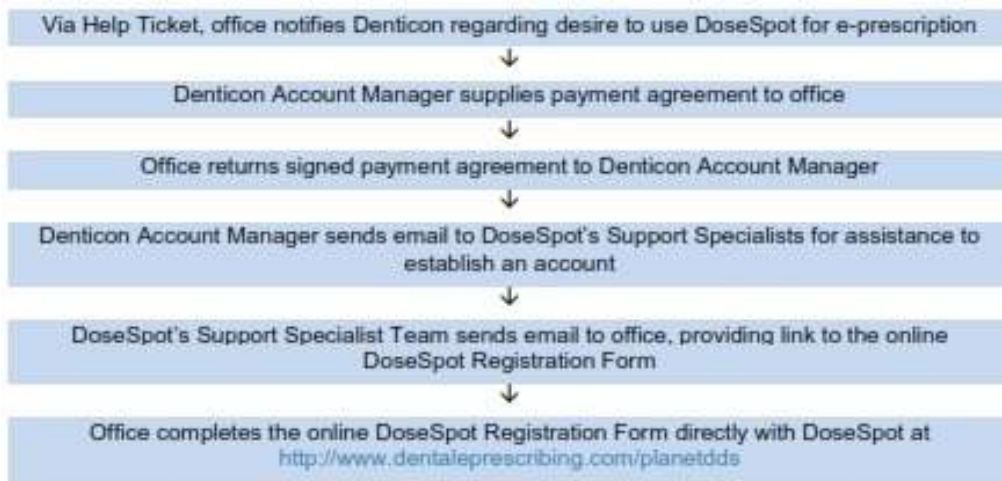 Via Help Ticket, office notifies Denticon regarding desire to use DoseSpot for e-prescription
↓
Denticon Account Manager supplies payment agreement to office
↓
Office returns signed payment agreement to Denticon Account Manager
↓
Denticon Account Manager sends email to DoseSpot's Support Specialists for assistance to
establish an account
↓
DoseSpot's Support Specialist Team sends email to office, providing link to the online
DoseSpot Registration Form
↓
Office completes the online DoseSpot Registration Form directly with DoseSpot at
http://www.dentaleprescribing.com/planetdds